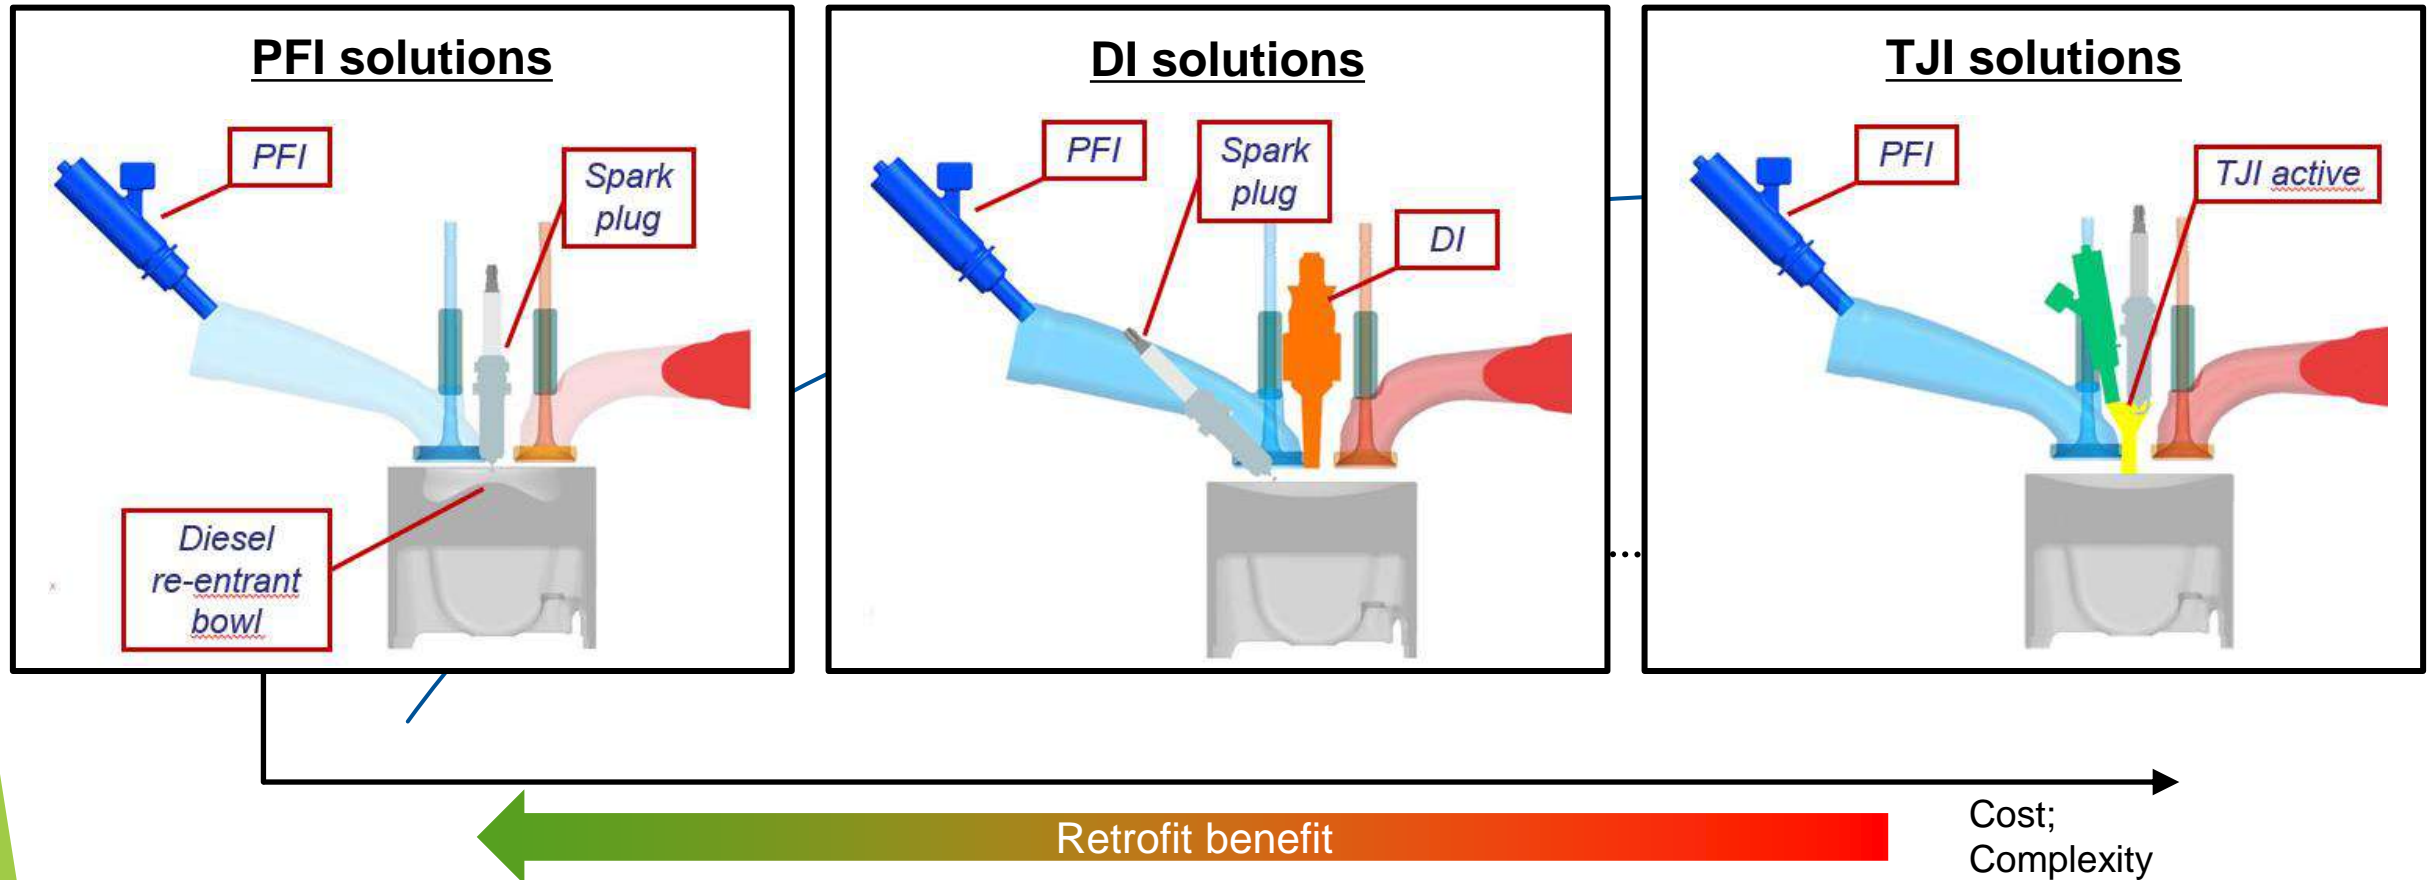 PFI solutions
PFI
Spark
plug
Diesel
re-entrant
bowl
DI solutions
PFI
Spark
plug
DI
...
TJI solutions
PFI
TJI active
Retrofit benefit
Cost;
Complexity